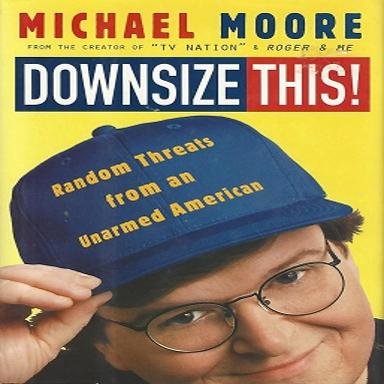 MICHAEL MOORE
FROM THE CREATOR OF "TV NATION" & ROGER & ME
DOWNSIZE THIS!
Random Threats
from an
Unarmed American